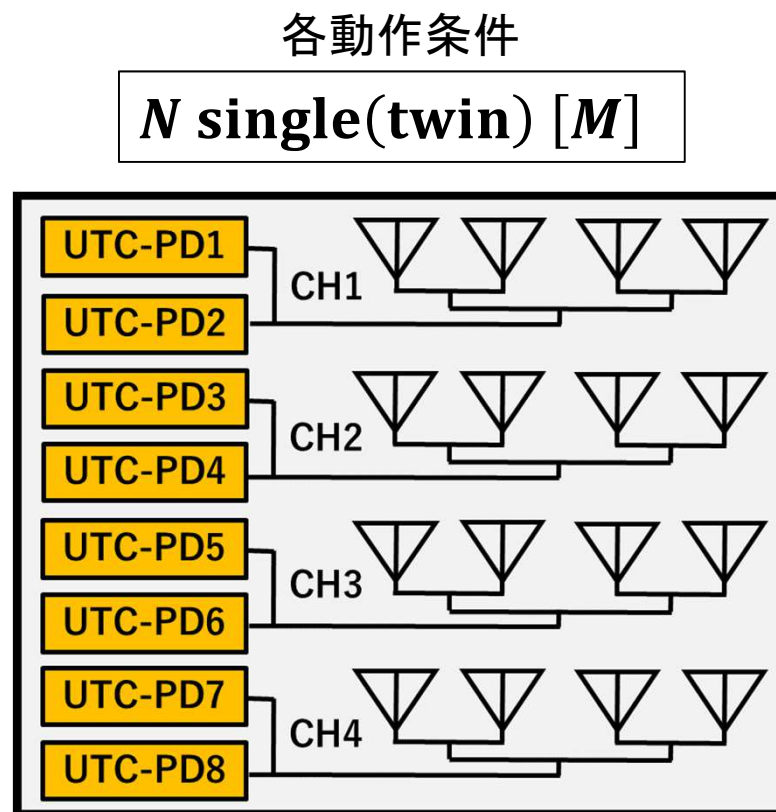 各動作条件
N single(twin) [M]
UTC-PD1
CH1
UTC-PD2
UTC-PD3
CH2
UTC-PD4
UTC-PD5
CH3
UTC-PD6
UTC-PD7
CH4
UTC-PD8